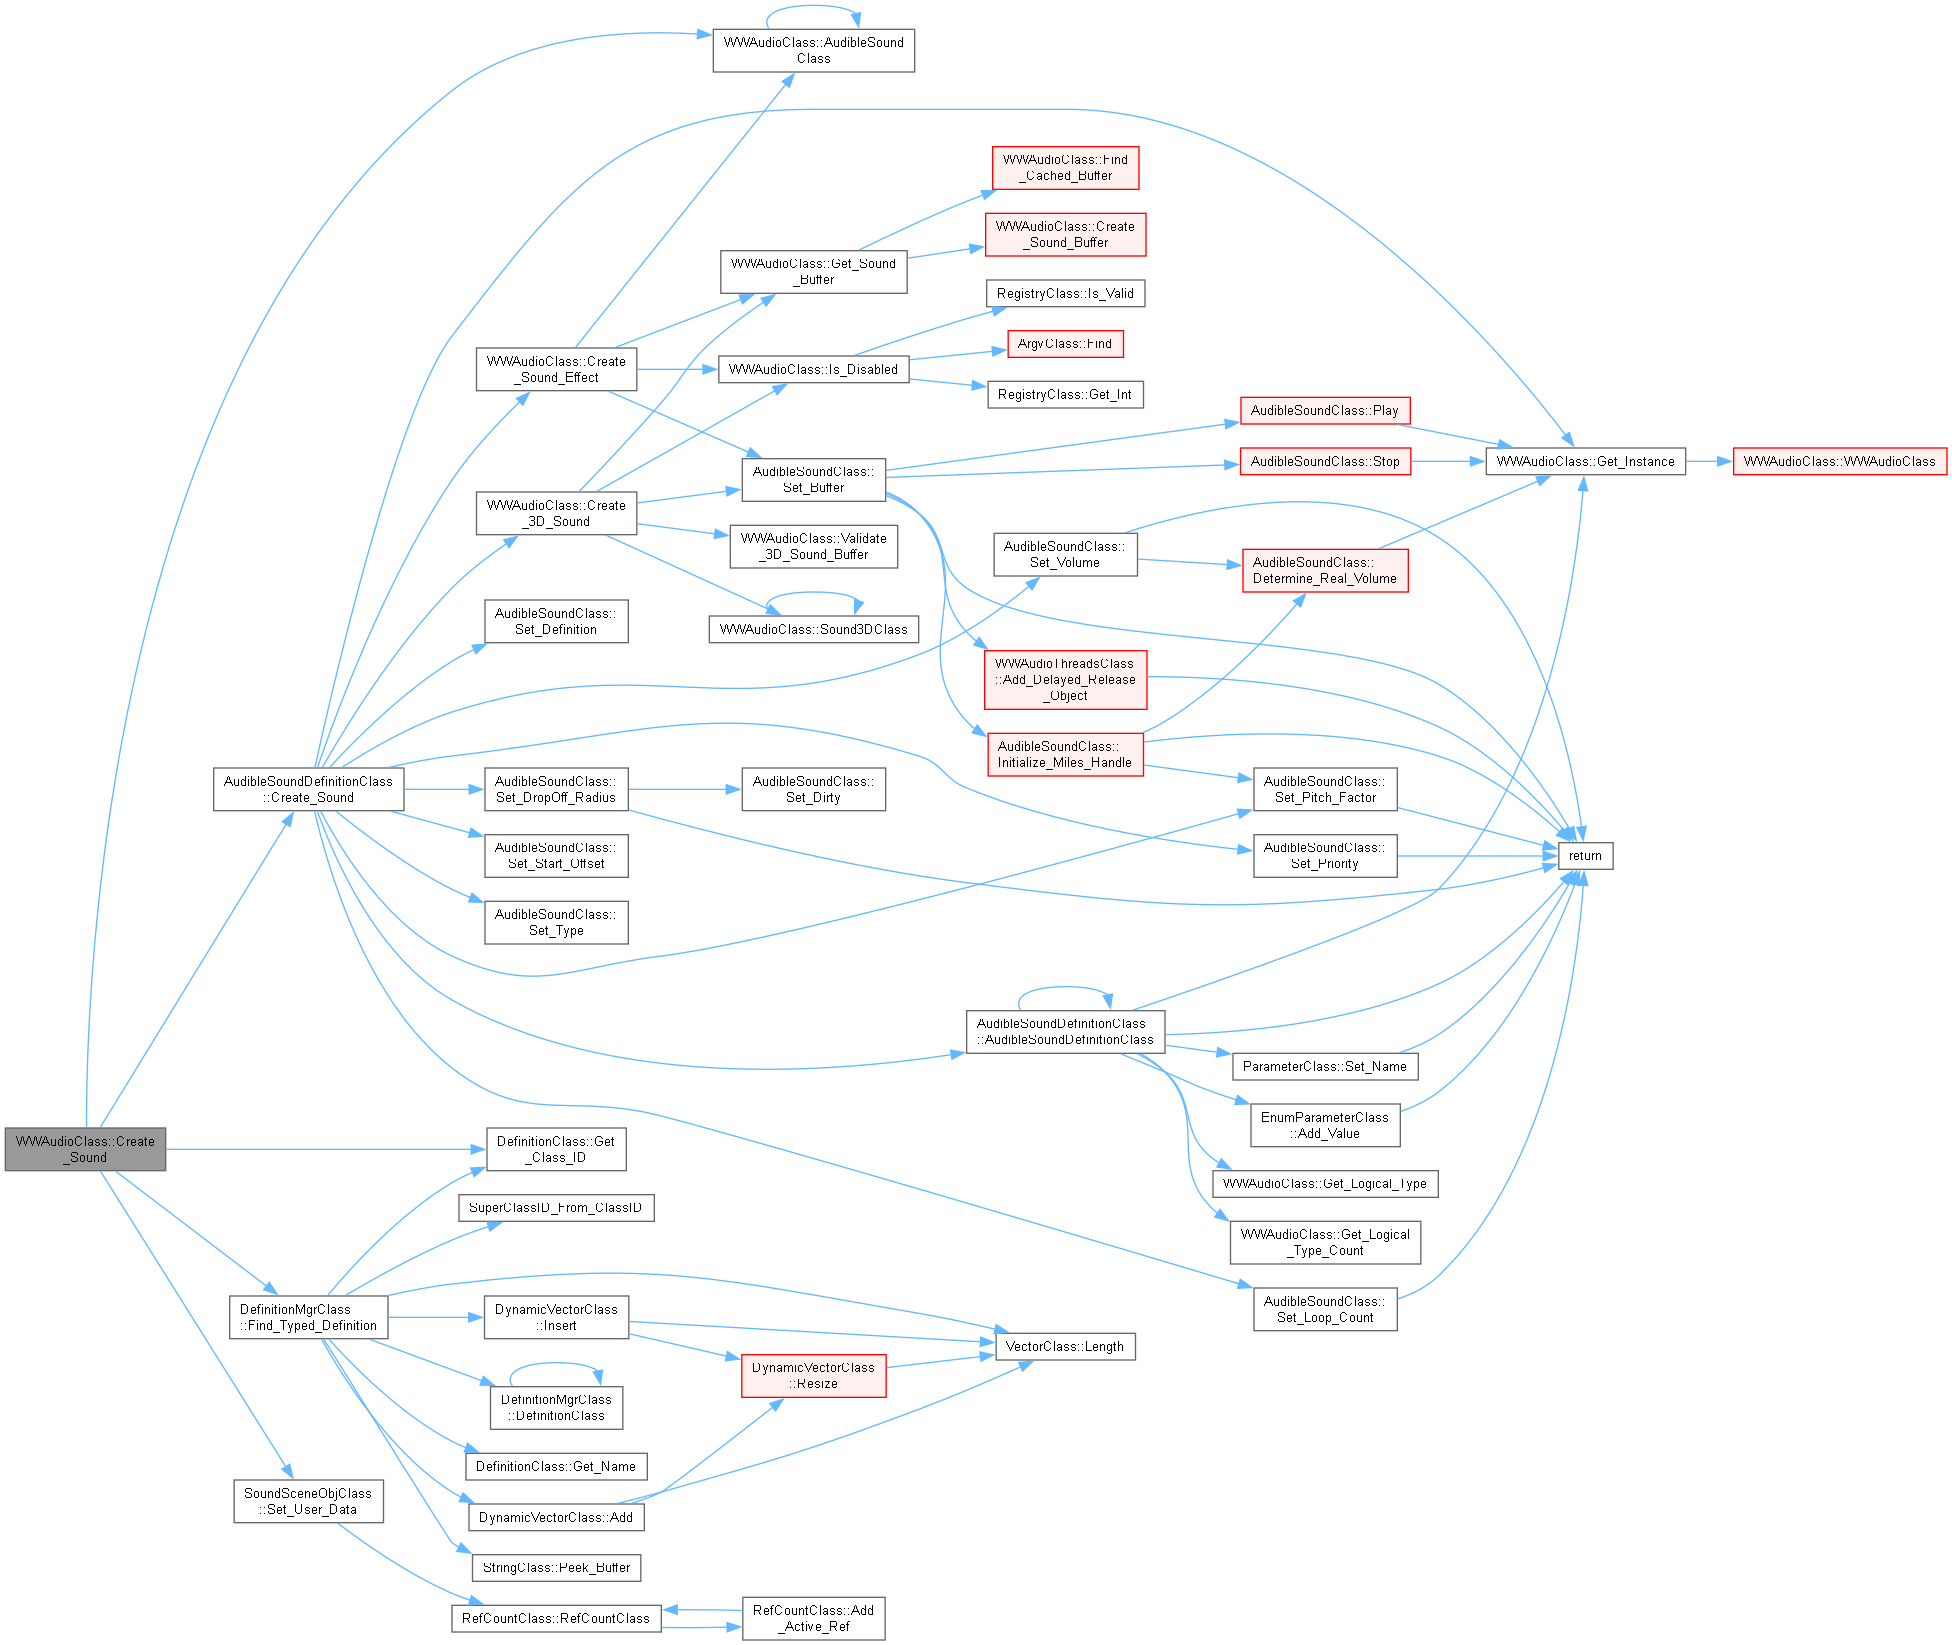 WWAudioClass::AudibleSound
Class
WWAudioClass::Find
_Cached_Buffer
WWAudioClass::Create
_Sound_Buffer
WWAudioClass::Get_Sound
_Buffer
RegistryClass::Is_Valid
ArgvClass::Find
WWAudioClass::Create
_Sound_Effect
WWAudioClass::Is_Disabled
RegistryClass::Get_Int
AudibleSoundClass::Play
AudibleSoundClass::Stop
WWAudioClass::Get_Instance
WWAudioClass::WWAudioClass
AudibleSoundClass::
Set_Buffer
WWAudioClass::Create
_3D_Sound
WWAudioClass::Validate
_3D_Sound_Buffer
AudibleSoundClass::
Set_Volume
AudibleSoundClass::
Determine_Real_Volume
AudibleSoundClass::
Set_Definition
WWAudioClass::Sound3DClass
WWAudioThreadsClass
::Add_Delayed_Release
_Object
AudibleSoundClass::
Initialize_Miles_Handle
AudibleSoundDefinitionClass
::Create_Sound
AudibleSoundClass::
Set_DropOff_Radius
AudibleSoundClass::
Set_Dirty
AudibleSoundClass::
Set_Pitch_Factor
AudibleSoundClass::
Set_Start_Offset
AudibleSoundClass::
Set_Priority
return
AudibleSoundClass::
Set_Type
AudibleSoundDefinitionClass
::AudibleSoundDefinitionClass
ParameterClass::Set_Name
EnumParameterClass
::Add_Value
WWAudioClass::Create
_Sound
DefinitionClass::Get
_Class_ID
WWAudioClass::Get_Logical_Type
SuperClassID_From_ClassID
WWAudioClass::Get_Logical
_Type_Count
DefinitionMgrClass
::Find_Typed_Definition
DynamicVectorClass
::Insert
AudibleSoundClass::
Set_Loop_Count
VectorClass::Length
DynamicVectorClass
::Resize
DefinitionMgrClass
::DefinitionClass
DefinitionClass::Get_Name
SoundSceneObjClass
::Set_User_Data
DynamicVectorClass::Add
StringClass::Peek_Buffer
RefCountClass::RefCountClass
RefCountClass::Add
_Active_Ref